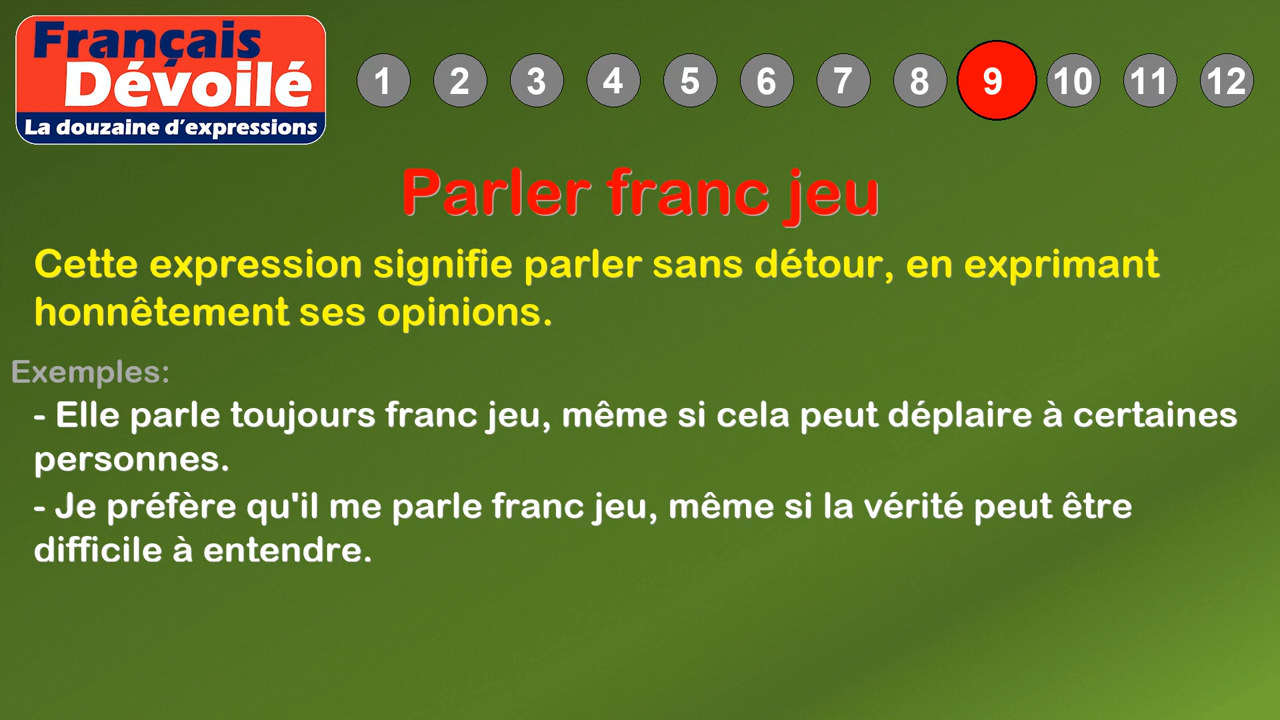 Français
Dévoilé
La douzaine d'expressions
1 2 3 4 5 6 7 8 9 10 11 12
Parler franc jeu
Cette expression signifie parler sans détour, en exprimant
honnêtement ses opinions.
Exemples:
- Elle parle toujours franc jeu, même si cela peut déplaire à certaines
personnes.
- Je préfère qu'il me parle franc jeu, même si la vérité peut être
difficile à entendre.